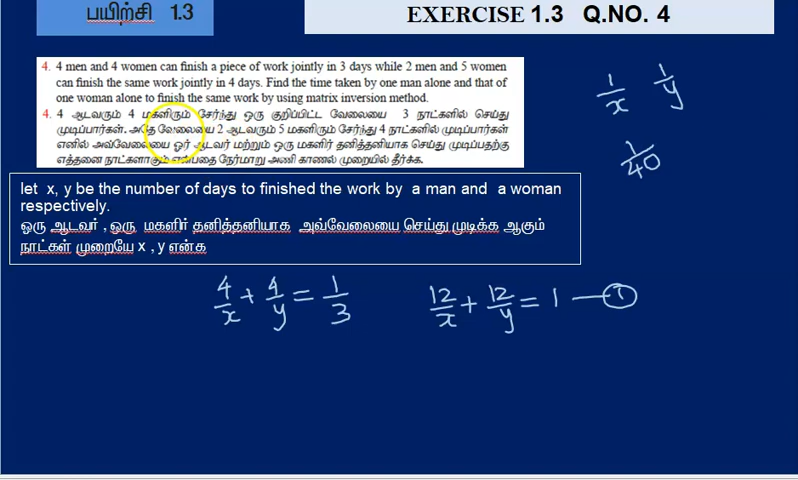 பயிற்சி 1.3
EXERCISE 1.3 Q.NO. 4
4. 4 men and 4 women can finish a piece of work jointly in 3 days while 2 men and 5 women
can finish the same work jointly in 4 days. Find the time taken by one man alone and that of
one woman alone to finish the same work by using matrix inversion method.
4. 4 ஆடவரும் 4 மகளிரும் சேர்ந்து ஒரு குறிப்பிட்ட வேலையை 3 நாட்களில் செய்து
முடிப்பார்கள். அதே வேலையை 2 ஆடவரும் 5 மகளிரும் சேர்ந்து 4 நாட்களில் முடிப்பார்கள்
எனில் அவ்வேலையை ஓர் ஆடவர் மற்றும் ஒரு மகளிர் தனித்தனியாக செய்து முடிப்பதற்கு
எத்தனை நாட்களாகும் என்பதை நேர்மாறு அணி காணல் முறையில் தீர்க்க.
1/x 1/y
1/40
let x, y be the number of days to finished the work by a man and a woman
respectively.
ஒரு ஆடவர் , ஒரு மகளிர் தனித்தனியாக அவ்வேலையை செய்து முடிக்க ஆகும்
நாட்கள் முறையே x , y என்க
4/x + 4/y = 1/3 12/x + 12/y = 1 — ①